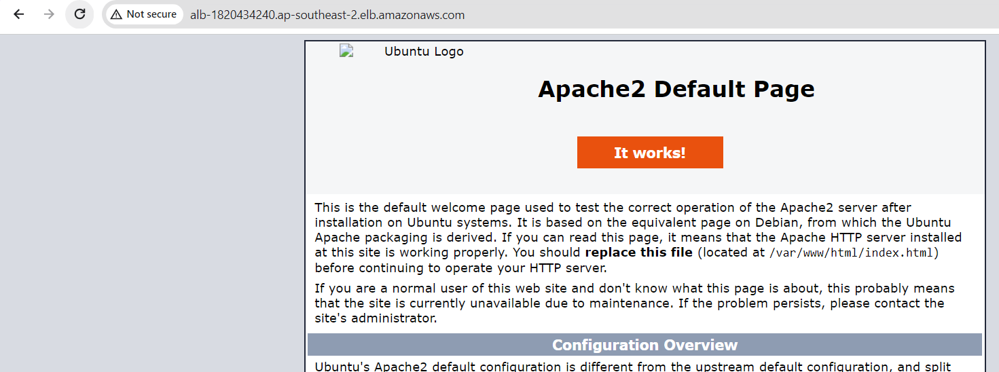 Not secure alb-1820434240.ap-southeast-2.elb.amazonaws.com
Ubuntu Logo
Apache2 Default Page
It works!
This is the default welcome page used to test the correct operation of the Apache2 server after
installation on Ubuntu systems. It is based on the equivalent page on Debian, from which the Ubuntu
Apache packaging is derived. If you can read this page, it means that the Apache HTTP server installed
at this site is working properly. You should replace this file (located at /var/www/html/index.html)
before continuing to operate your HTTP server.
If you are a normal user of this web site and don't know what this page is about, this probably means
that the site is currently unavailable due to maintenance. If the problem persists, please contact the
site's administrator.
Configuration Overview
Ubuntu's Apache2 default configuration is different from the upstream default configuration, and split